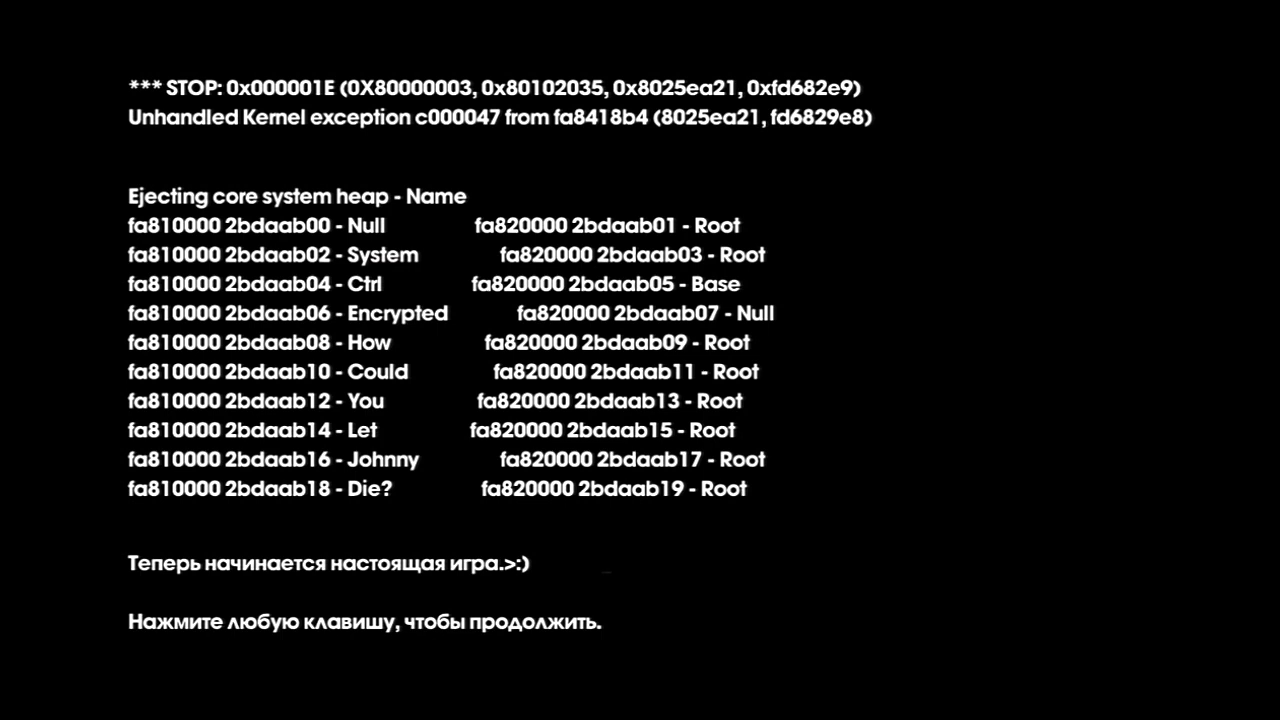 *** STOP: 0x000001E (0X80000003, 0x80102035, 0x8025ea21, 0xfd682e9)
Unhandled Kernel exception c000047 from fa8418b4 (8025ea21, fd6829e8)
Ejecting core system heap - Name
fa810000 2bdaab00 - Null fa820000 2bdaab01 - Root
fa810000 2bdaab02 - System fa820000 2bdaab03 - Root
fa810000 2bdaab04 - Ctrl fa820000 2bdaab05 - Base
fa810000 2bdaab06 - Encrypted fa820000 2bdaab07 - Null
fa810000 2bdaab08 - How fa820000 2bdaab09 - Root
fa810000 2bdaab10 - Could fa820000 2bdaab11 - Root
fa810000 2bdaab12 - You fa820000 2bdaab13 - Root
fa810000 2bdaab14 - Let fa820000 2bdaab15 - Root
fa810000 2bdaab16 - Johnny fa820000 2bdaab17 - Root
fa810000 2bdaab18 - Die? fa820000 2bdaab19 - Root
Теперь начинается настоящая игра.>:) _
Нажмите любую клавишу, чтобы продолжить.